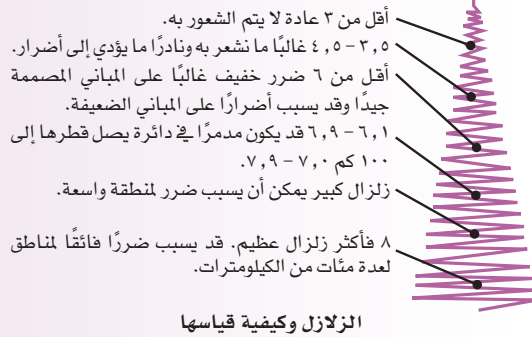 أقل من ٣ عادة لا يتم الشعور به.
٣,٥ – ٤,٥ غالبًا ما نشعر به ونادرًا ما يؤدي إلى أضرار.
أقل من ٦ ضرر خفيف غالبًا على المباني المصممة
جيدًا وقد يسبب أضرارًا على المباني الضعيفة.
٦,١ – ٦,٩ قد يكون مدمرًا في دائرة يصل قطرها إلى
١٠٠ كم ٧,٠ – ٧,٩.
زلزال كبير يمكن أن يسبب ضرر لمنطقة واسعة.
٨ فأكثر زلزال عظيم. قد يسبب ضررًا فائقًا لمناطق
لعدة مئات من الكيلومترات.
الزلازل وكيفية قياسها